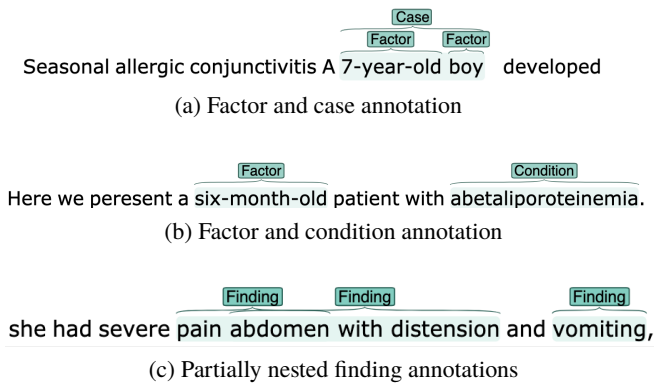 Case
Factor Factor
Seasonal allergic conjunctivitis A 7-year-old boy developed
(a) Factor and case annotation
Factor Condition
Here we peresent a six-month-old patient with abetaliporoteinemia.
(b) Factor and condition annotation
Finding Finding Finding
she had severe pain abdomen with distension and vomiting,
(c) Partially nested finding annotations